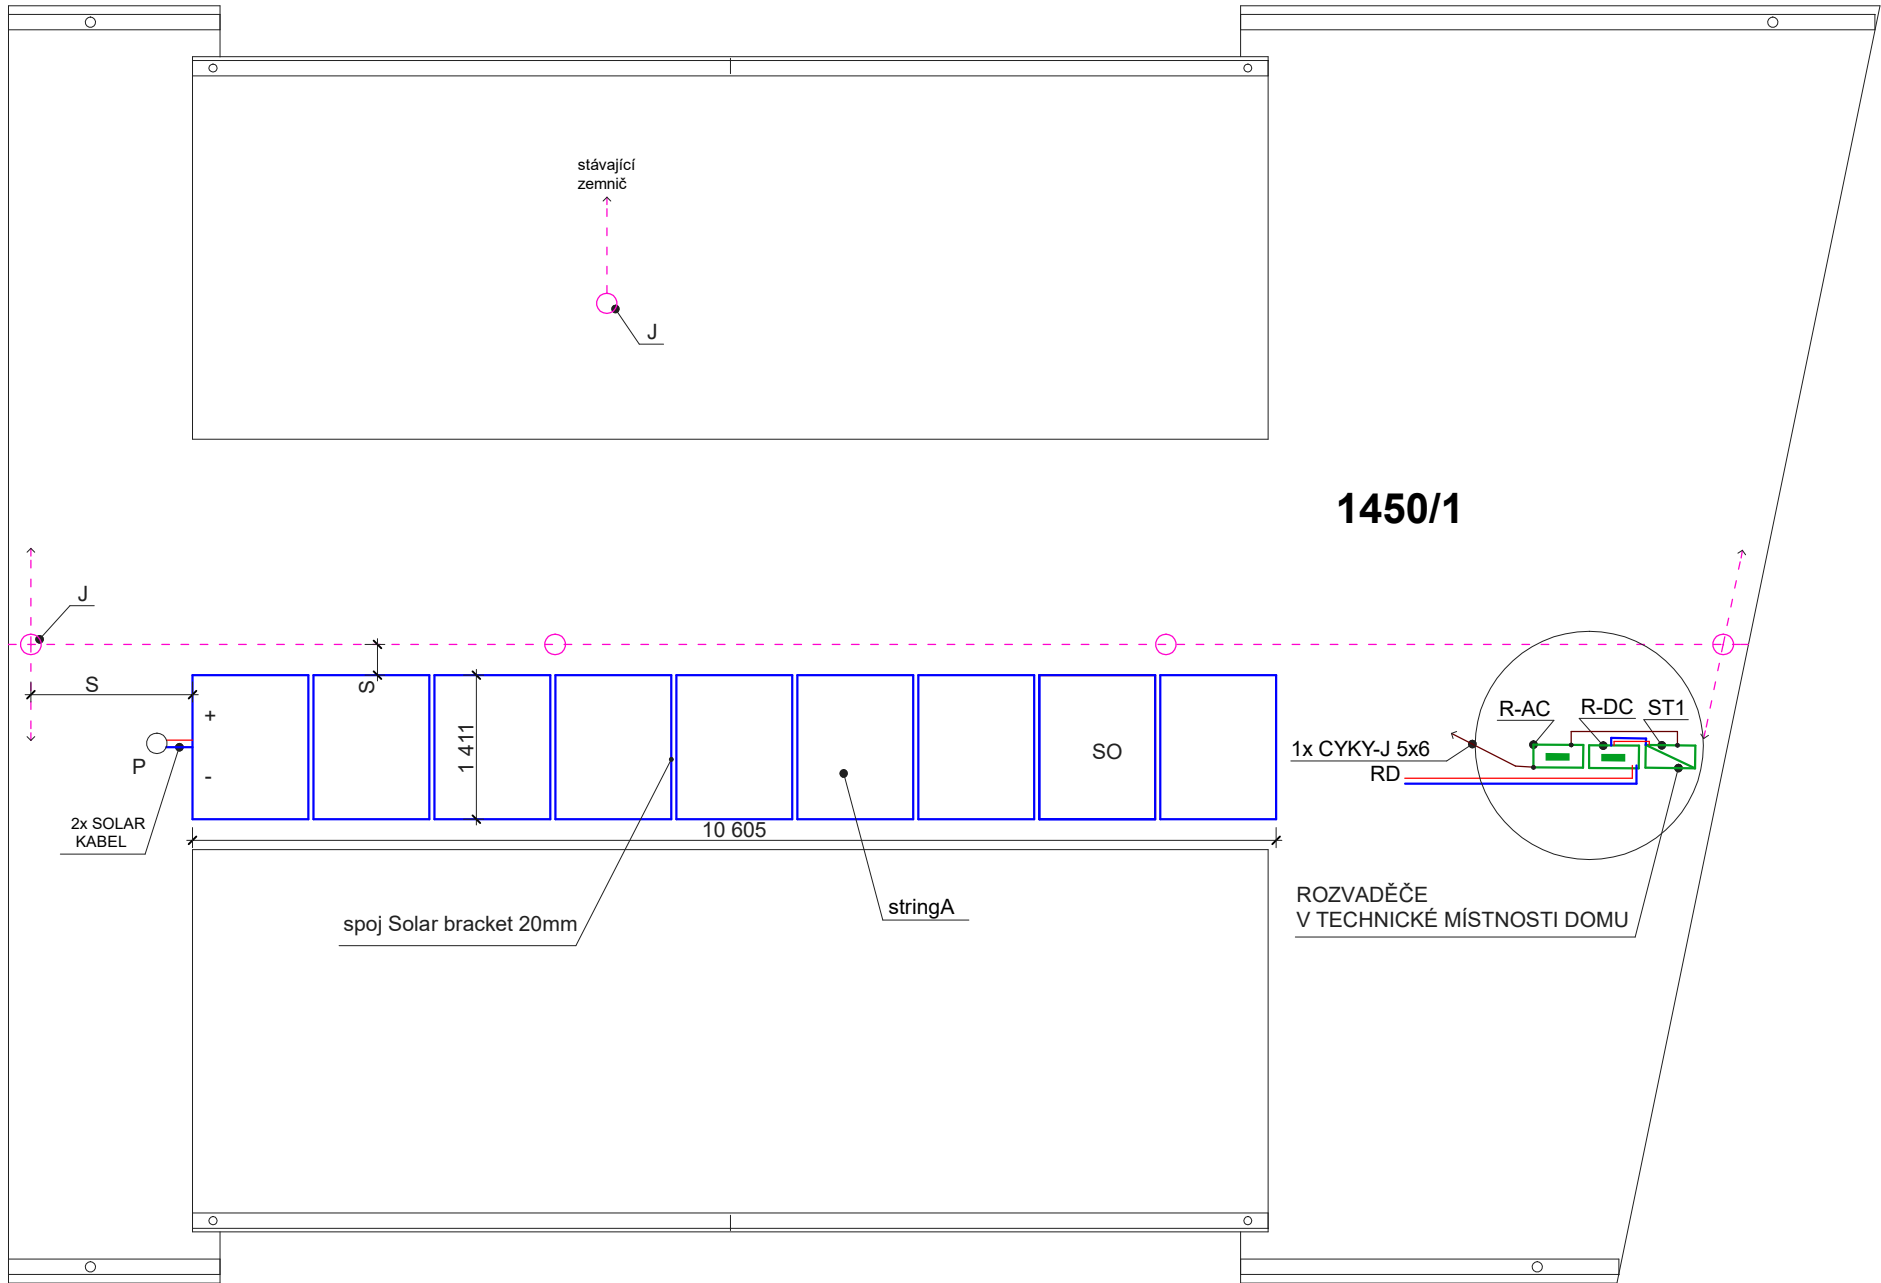 stávající
zemnič
J
1450/1
J
S
S
+
-
P
2x SOLAR
KABEL
1 411
10 605
SO
spoj Solar bracket 20mm
stringA
R-AC
R-DC
ST1
1x CYKY-J 5x6
RD
ROZVADĚČE
V TECHNICKÉ MÍSTNOSTI DOMU